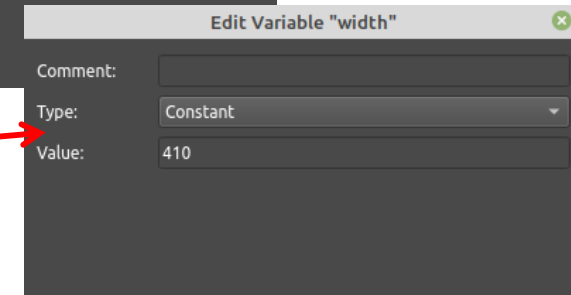 Edit Variable "width"
Comment:
Type: Constant
Value: 410